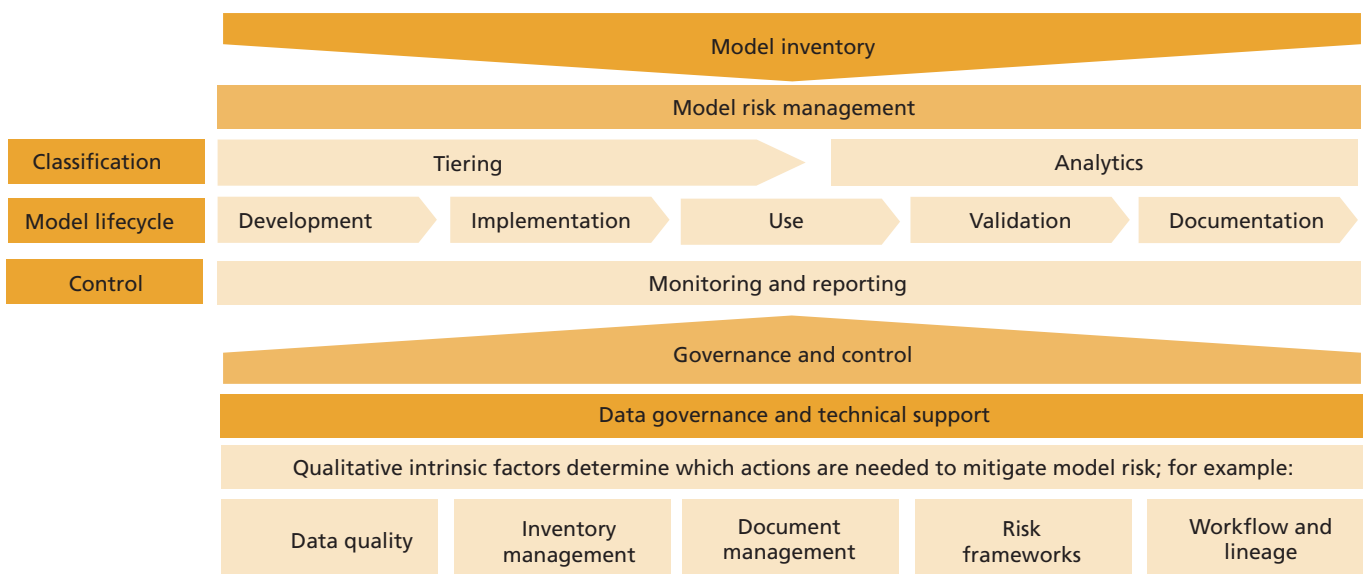 Model inventory
Model risk management
Classification
Tiering
Analytics
Model lifecycle
Development
Implementation
Use
Validation
Documentation
Control
Monitoring and reporting
Governance and control
Data governance and technical support
Qualitative intrinsic factors determine which actions are needed to mitigate model risk; for example:
Data quality
Inventory
management
Document
management
Risk
frameworks
Workflow and
lineage